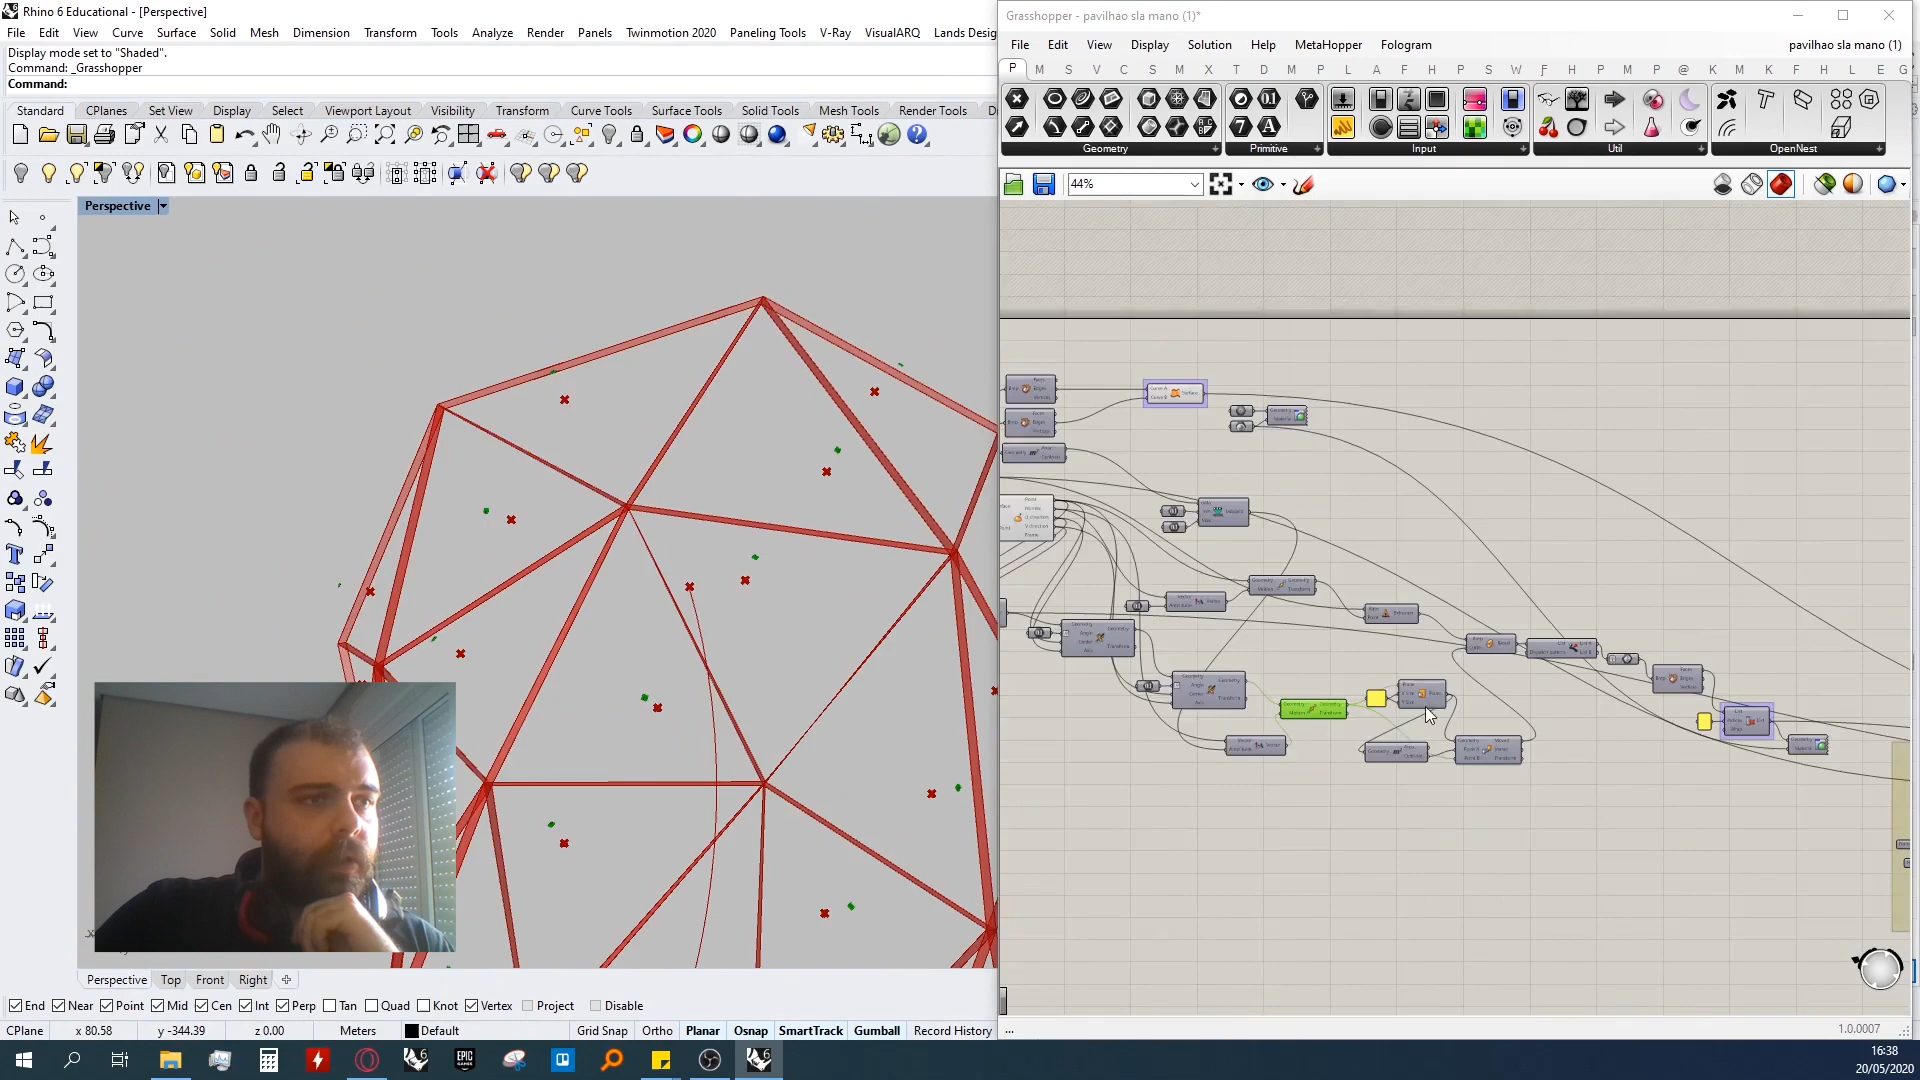 Rhino 6 Educational - [Perspective]
File Edit View Curve Surface Solid Mesh Dimension Transform Tools Analyze Render Panels Twinmotion 2020 Paneling Tools V-Ray VisualARQ Lands Desig
Display mode set to "Shaded".
Command: _Grasshopper
Command:
Standard CPlanes Set View Display Select Viewport Layout Visibility Transform Curve Tools Surface Tools Solid Tools Mesh Tools Render Tools D
Perspective
Perspective Top Front Right
End Near Point Mid Cen Int Perp Tan Quad Knot Vertex Project Disable
CPlane x 80.58 y -344.39 z 0.00 Meters Default Grid Snap Ortho Planar Osnap SmartTrack Gumball Record History
Grasshopper - pavilhao sla mano (1)*
File Edit View Display Solution Help MetaHopper Fologram pavilhao sla mano (1)
P M S V C S M X T D M P L A F H P S W F H P M P @ K M K F H L E G
Geometry Primitive Input Util OpenNest
44%
...
1.0.0007
16:38
20/05/2020